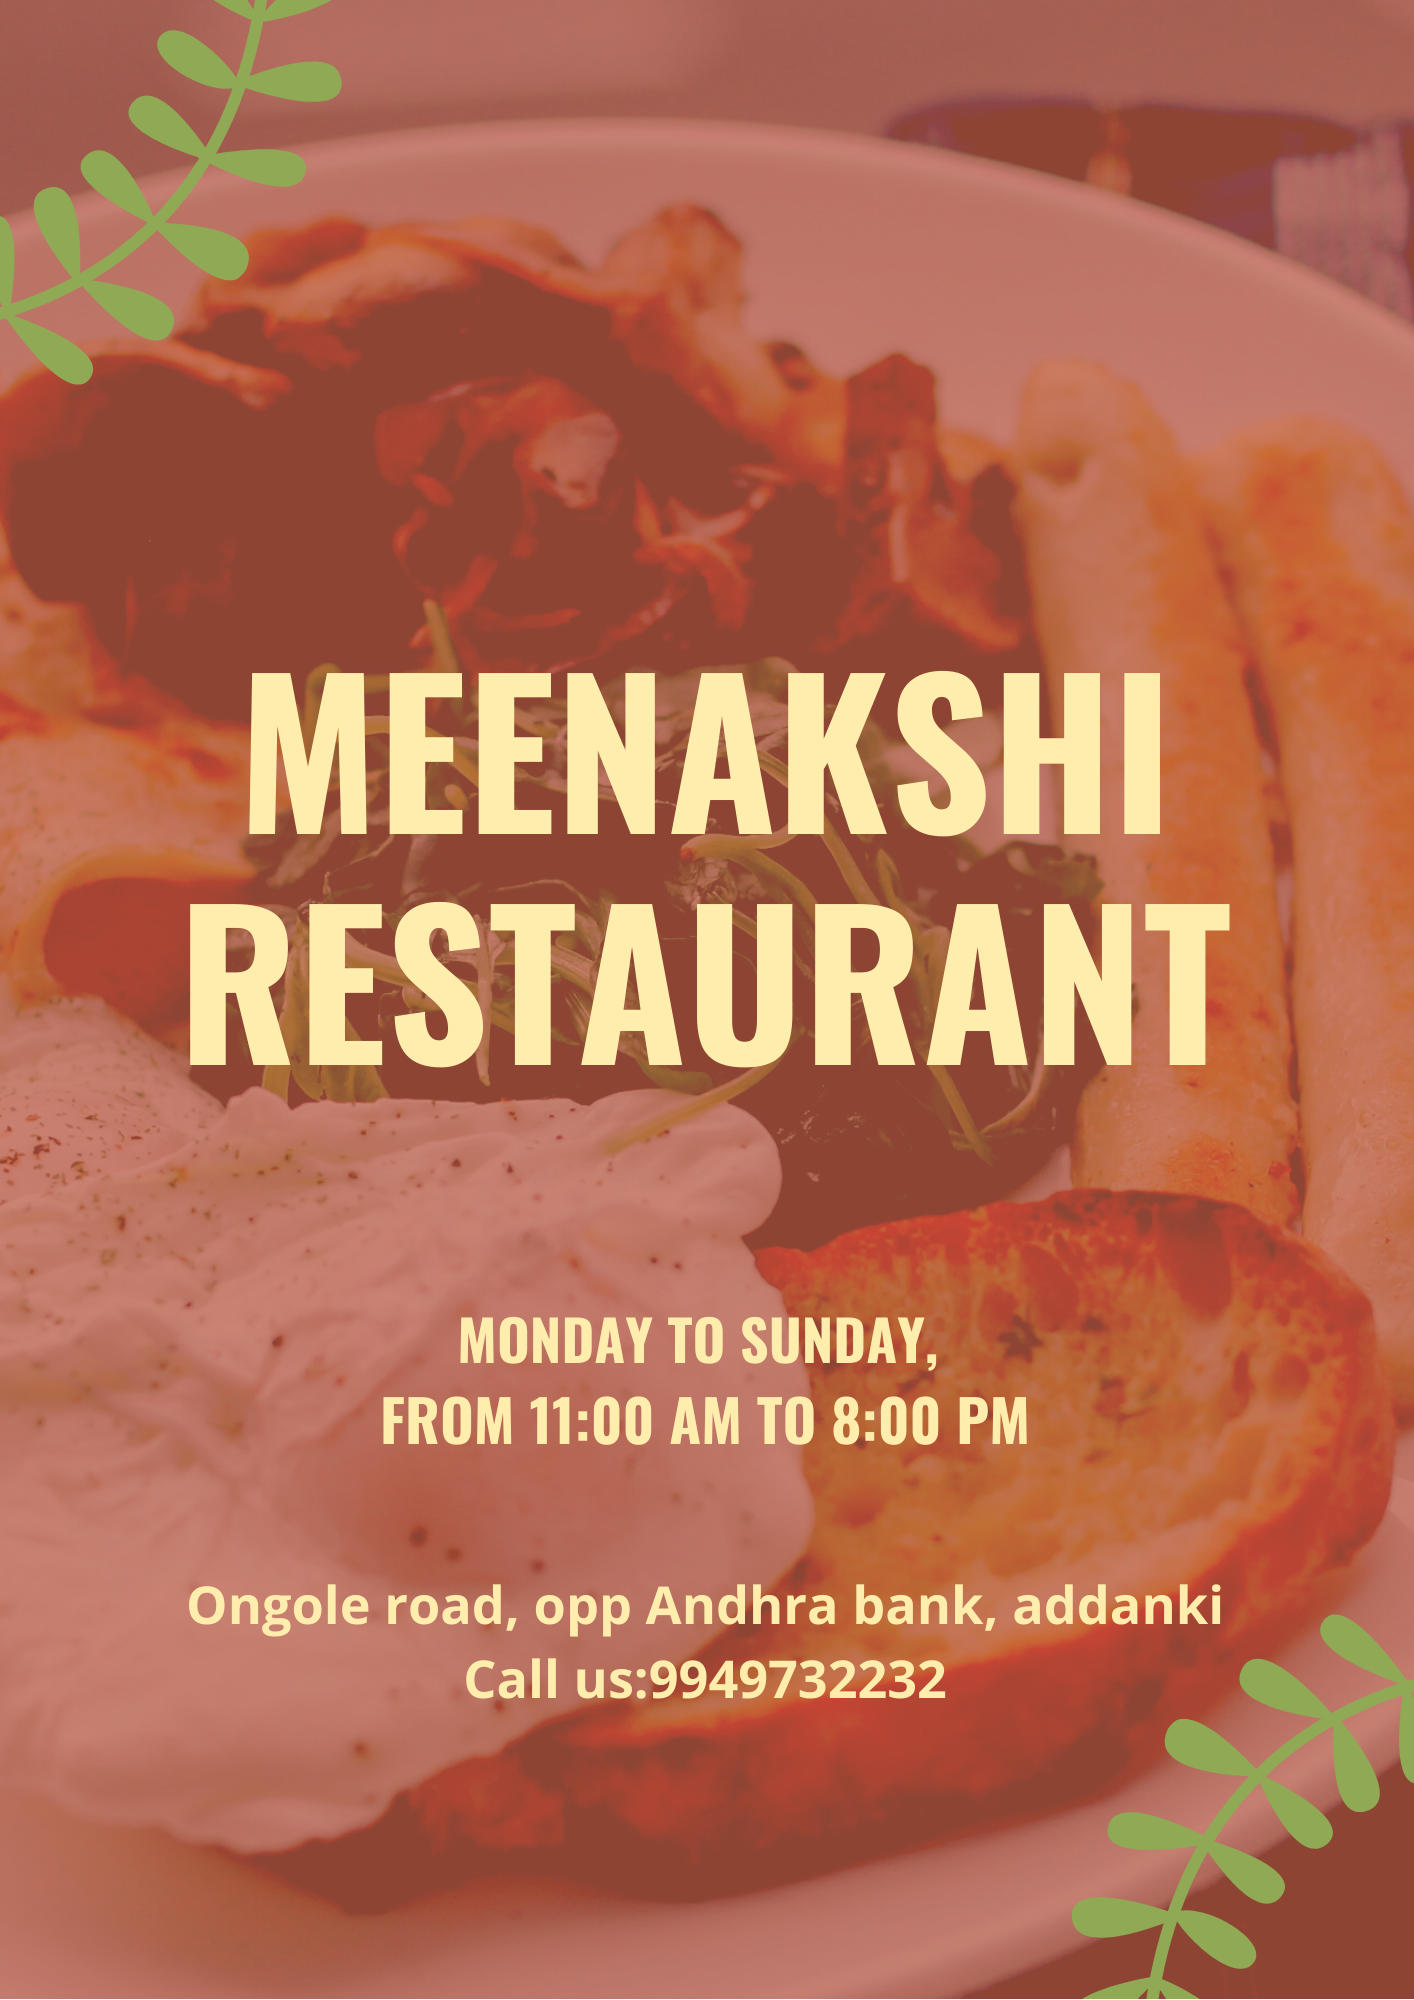 MEENAKSHI
RESTAURANT
MONDAY TO SUNDAY,
FROM 11:00 AM TO 8:00 PM
Ongole road, opp Andhra bank, addanki
Call us:9949732232